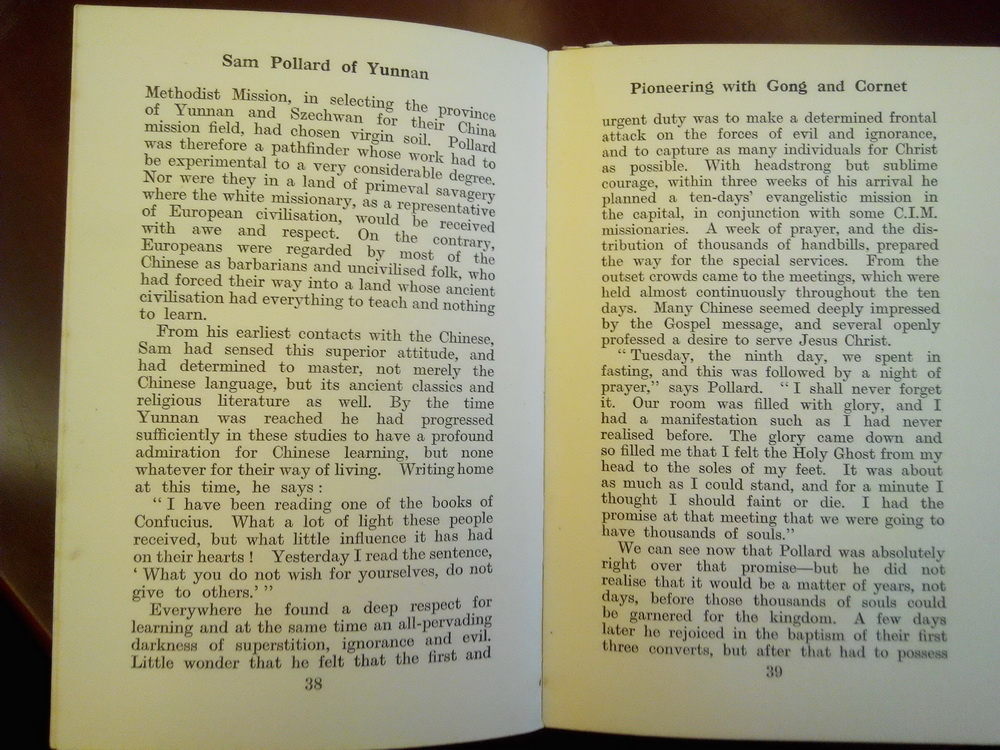 Sam Pollard of Yunnan
Methodist Mission, in selecting the province
of Yunnan and Szechwan for their China
mission field, had chosen virgin soil. Pollard
was therefore a pathfinder whose work had to
be experimental to a very considerable degree.
Nor were they in a land of primeval savagery
where the white missionary, as a representative
of European civilisation, would be received
with awe and respect. On the contrary,
Europeans were regarded by most of the
Chinese as barbarians and uncivilised folk, who
had forced their way into a land whose ancient
civilisation had everything to teach and nothing
to learn.
From his earliest contacts with the Chinese,
Sam had sensed this superior attitude, and
had determined to master, not merely the
Chinese language, but its ancient classics and
religious literature as well. By the time
Yunnan was reached he had progressed
sufficiently in these studies to have a profound
admiration for Chinese learning, but none
whatever for their way of living. Writing home
at this time, he says :
“ I have been reading one of the books of
Confucius. What a lot of light these people
received, but what little influence it has had
on their hearts ! Yesterday I read the sentence,
‘ What you do not wish for yourselves, do not
give to others.’ ”
Everywhere he found a deep respect for
learning and at the same time an all-pervading
darkness of superstition, ignorance and evil.
Little wonder that he felt that the first and
38
Pioneering with Gong and Cornet
urgent duty was to make a determined frontal
attack on the forces of evil and ignorance,
and to capture as many individuals for Christ
as possible. With headstrong but sublime
courage, within three weeks of his arrival he
planned a ten-days’ evangelistic mission in
the capital, in conjunction with some C.I.M.
missionaries. A week of prayer, and the dis-
tribution of thousands of handbills, prepared
the way for the special services. From the
outset crowds came to the meetings, which were
held almost continuously throughout the ten
days. Many Chinese seemed deeply impressed
by the Gospel message, and several openly
professed a desire to serve Jesus Christ.
“ Tuesday, the ninth day, we spent in
fasting, and this was followed by a night of
prayer,” says Pollard. “ I shall never forget
it. Our room was filled with glory, and I
had a manifestation such as I had never
realised before. The glory came down and
so filled me that I felt the Holy Ghost from my
head to the soles of my feet. It was about
as much as I could stand, and for a minute I
thought I should faint or die. I had the
promise at that meeting that we were going to
have thousands of souls.”
We can see now that Pollard was absolutely
right over that promise—but he did not
realise that it would be a matter of years, not
days, before those thousands of souls could
be garnered for the kingdom. A few days
later he rejoiced in the baptism of their first
three converts, but after that had to possess
39